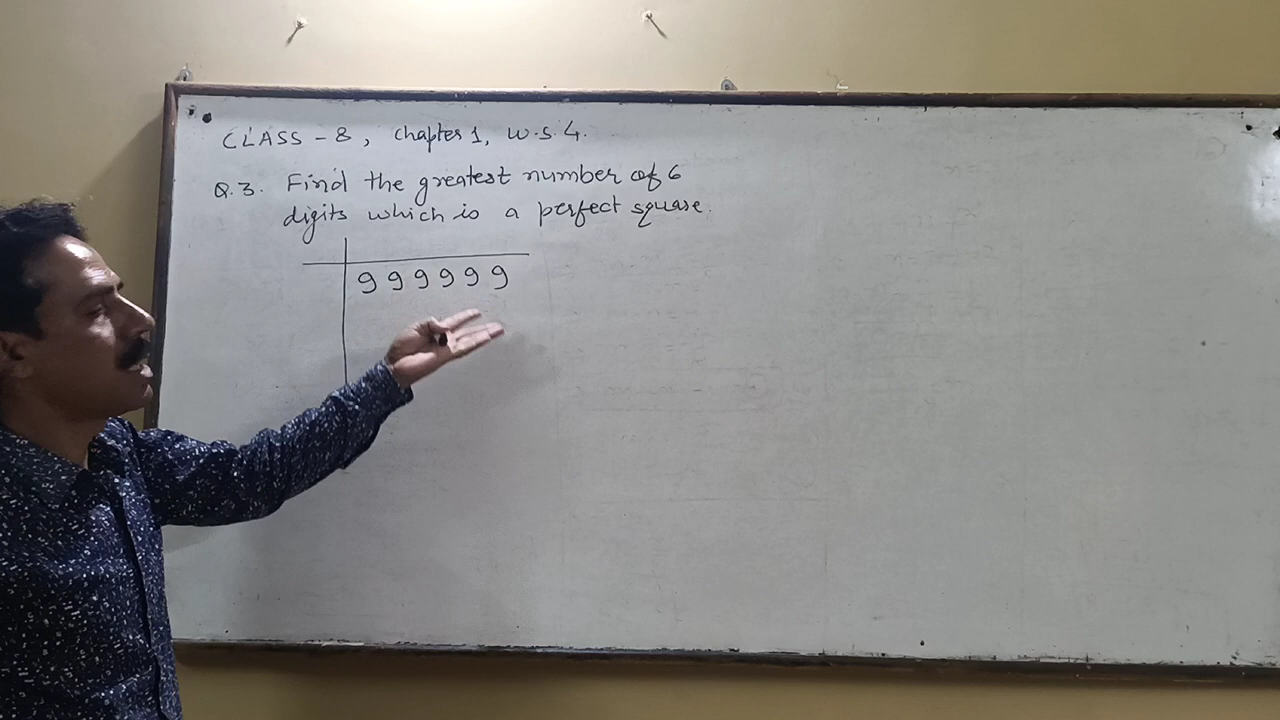 CLASS - 8, Chapter 1, W.S. 4.
Q.3. Find the greatest number of 6
digits which is a perfect square.
999999